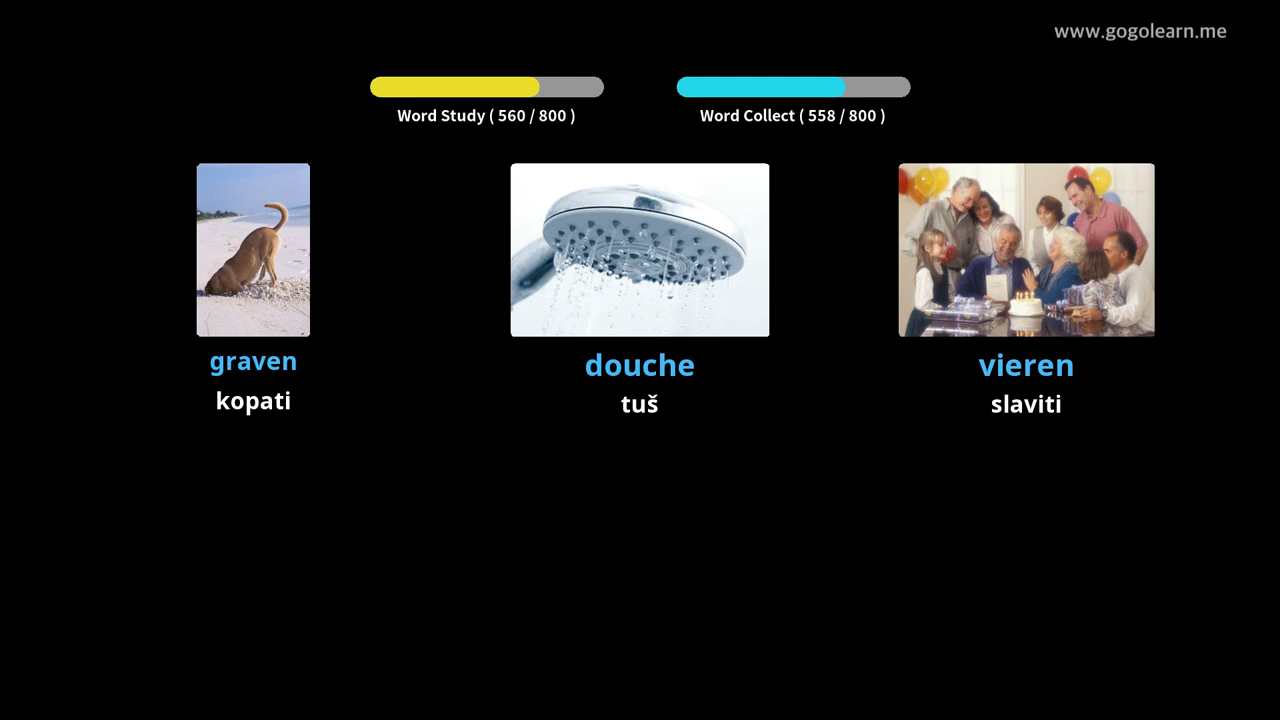 www.gogolearn.me
Word Study ( 560 / 800 )
Word Collect ( 558 / 800 )
graven
kopati
douche
tuš
vieren
slaviti